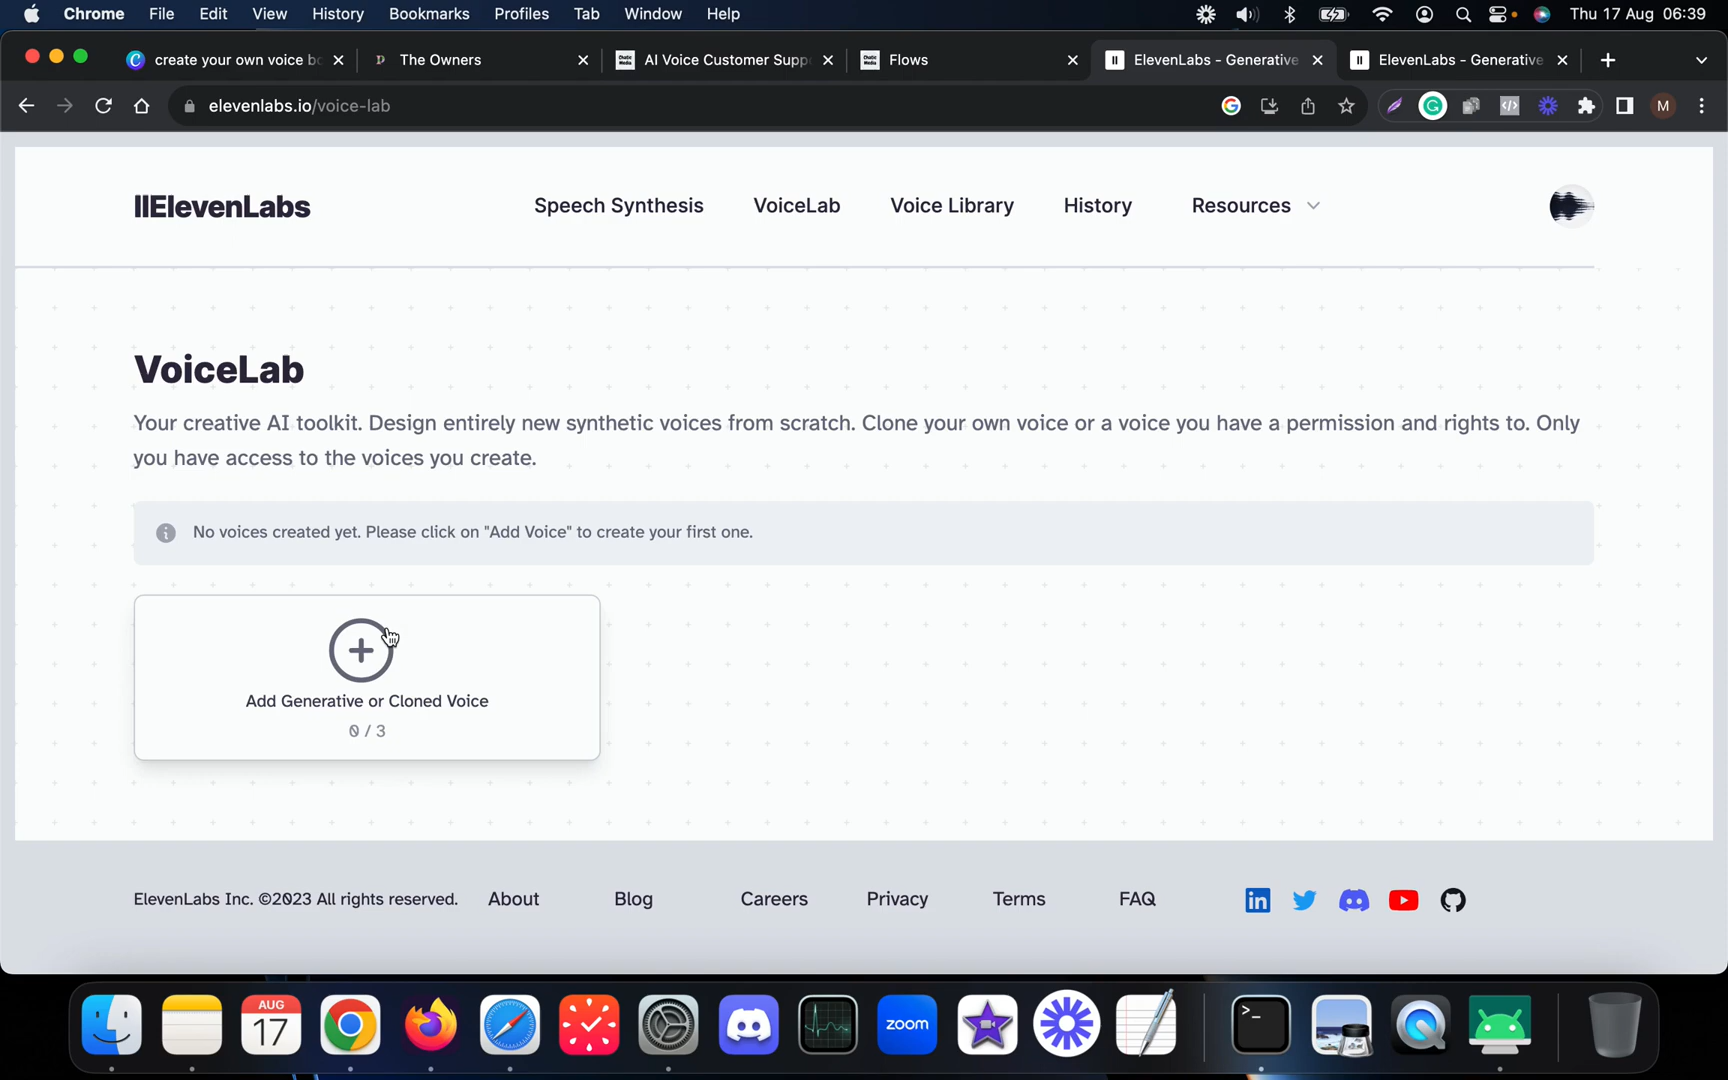 Chrome File Edit View History Bookmarks Profiles Tab Window Help Thu 17 Aug 06:39
create your own voice bo The Owners AI Voice Customer Supp Flows ElevenLabs - Generative ElevenLabs - Generative
elevenlabs.io/voice-lab M
IIElevenLabs Speech Synthesis VoiceLab Voice Library History Resources
VoiceLab
Your creative AI toolkit. Design entirely new synthetic voices from scratch. Clone your own voice or a voice you have a permission and rights to. Only
you have access to the voices you create.
No voices created yet. Please click on "Add Voice" to create your first one.
Add Generative or Cloned Voice
0 / 3
ElevenLabs Inc. ©2023 All rights reserved. About Blog Careers Privacy Terms FAQ
AUG
17
zoom